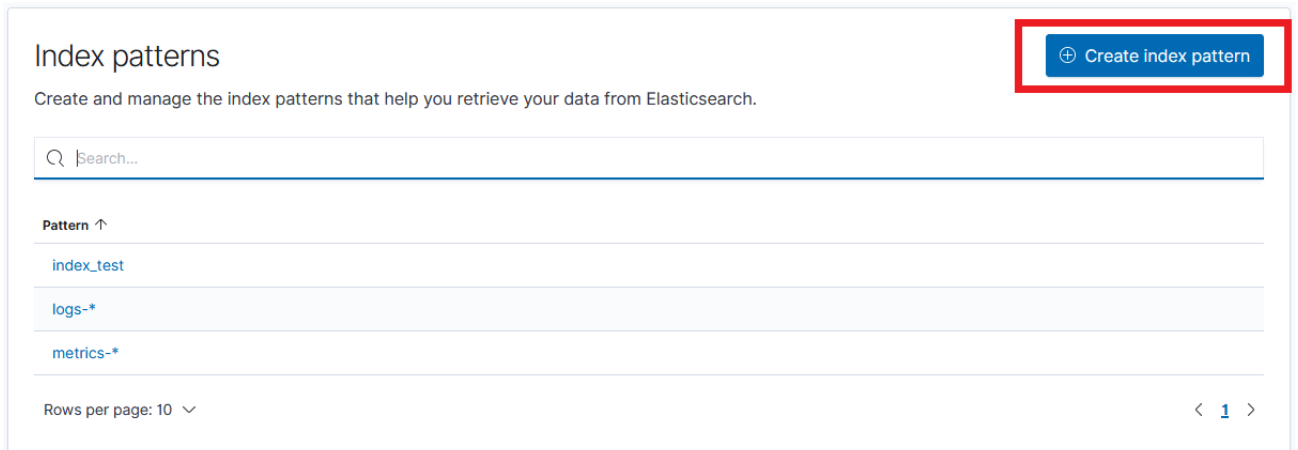 Index patterns
Create index pattern
Create and manage the index patterns that help you retrieve your data from Elasticsearch.
Search...
Pattern ↑
index_test
logs-*
metrics-*
Rows per page: 10
1